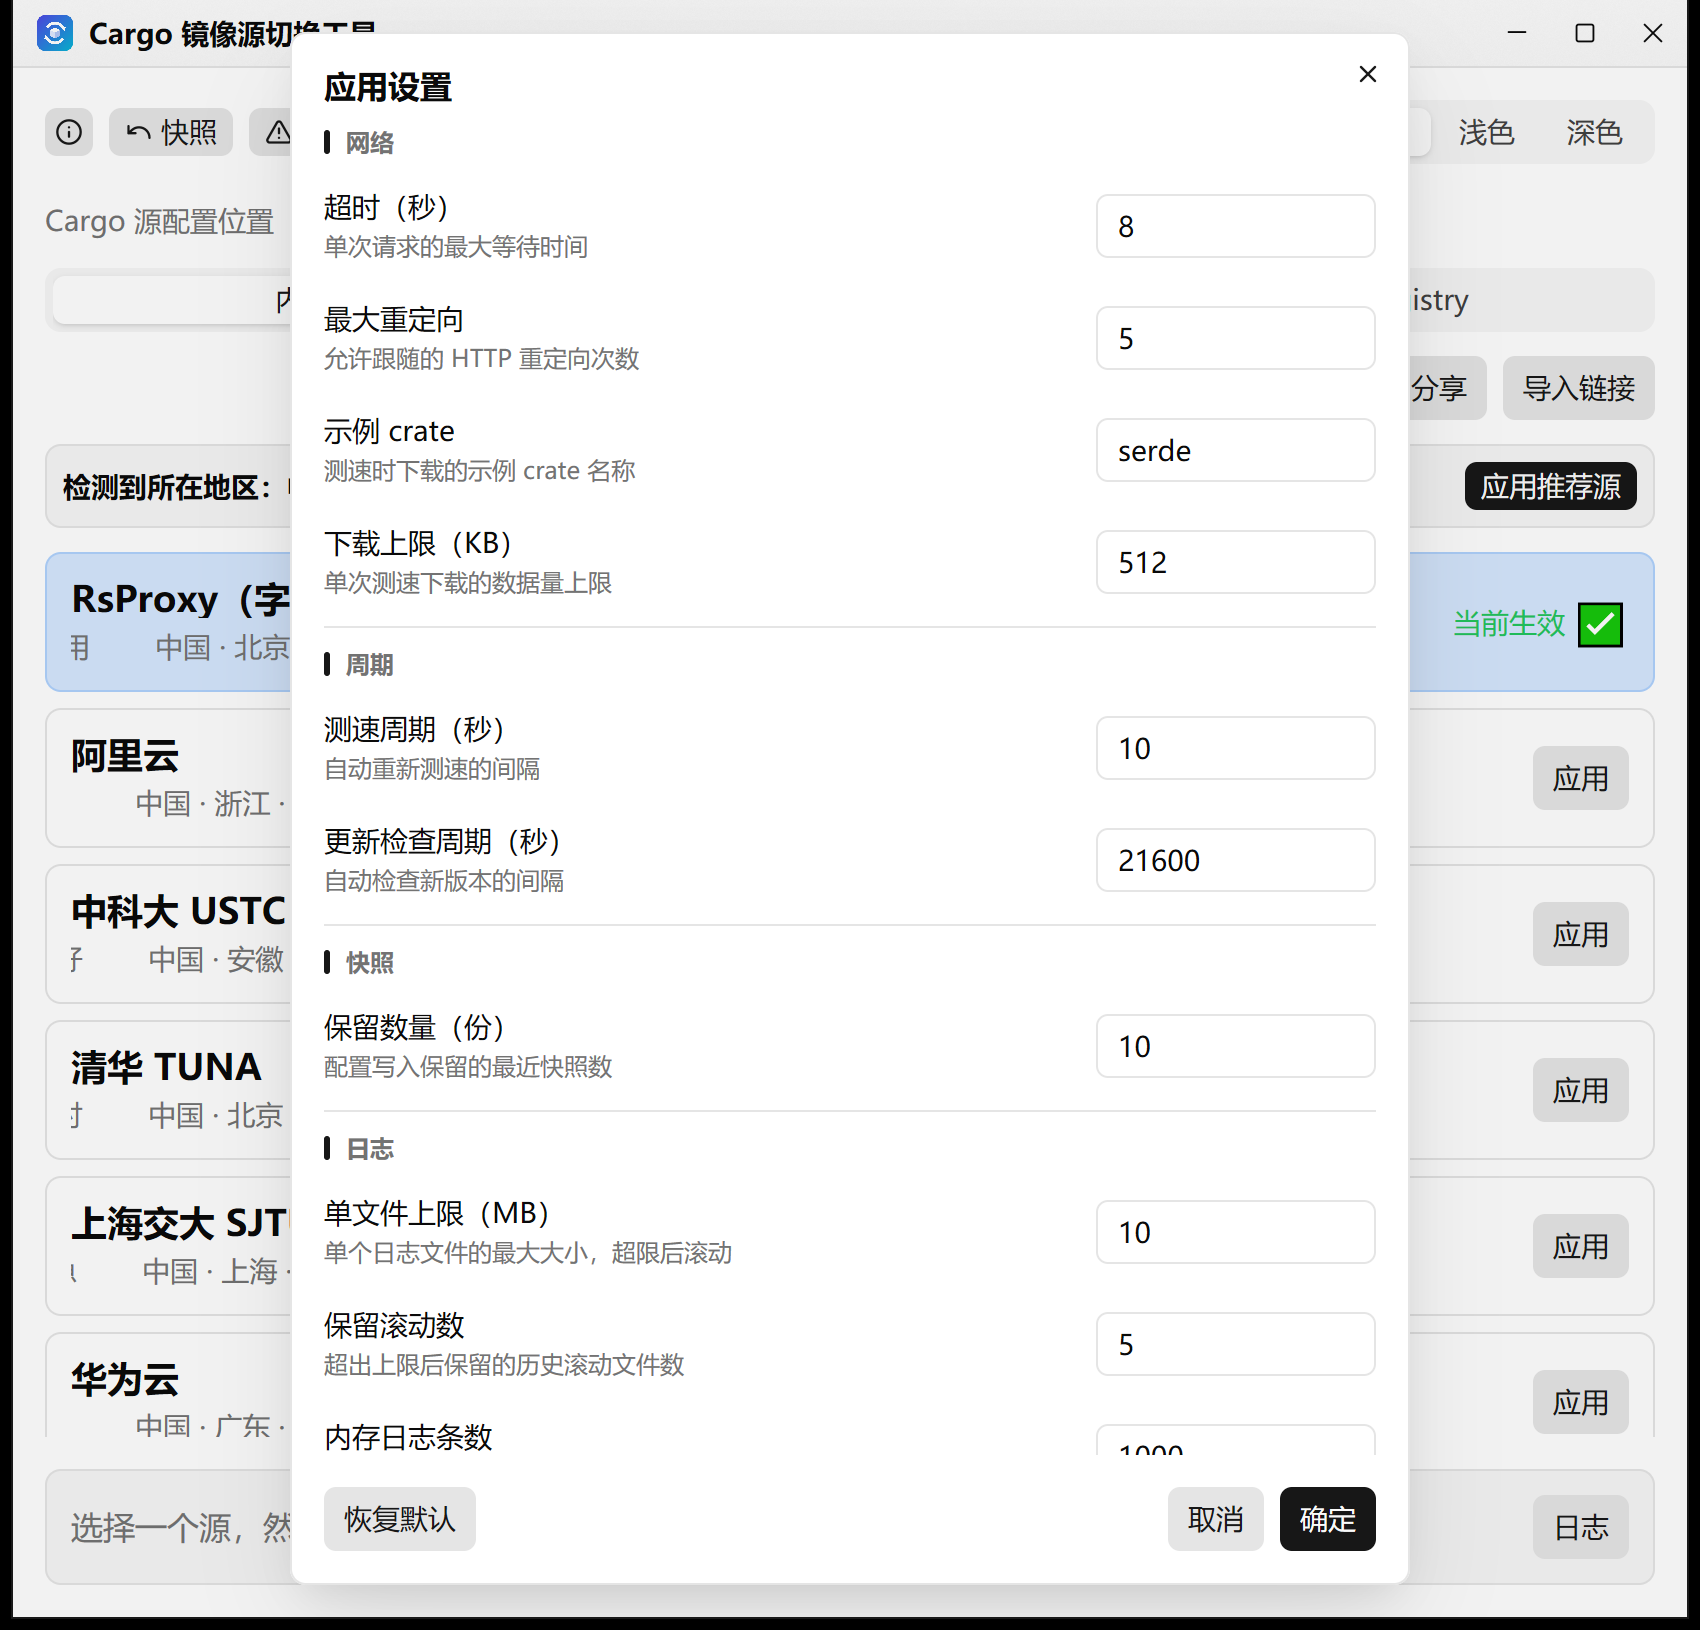 Cargo 镜像源切换工具
快照
浅色
深色
Cargo 源配置位置
istry
分享
导入链接
检测到所在地区：
应用推荐源
RsProxy（字
用
中国 · 北京
当前生效
阿里云
中国 · 浙江 ·
应用
中科大 USTC
中国 · 安徽
应用
清华 TUNA
中国 · 北京
应用
上海交大 SJT
中国 · 上海 ·
应用
华为云
中国 · 广东 ·
应用
选择一个源，然
日志
应用设置
网络
超时（秒）
单次请求的最大等待时间
8
最大重定向
允许跟随的 HTTP 重定向次数
5
示例 crate
测速时下载的示例 crate 名称
serde
下载上限（KB）
单次测速下载的数据量上限
512
周期
测速周期（秒）
自动重新测速的间隔
10
更新检查周期（秒）
自动检查新版本的间隔
21600
快照
保留数量（份）
配置写入保留的最近快照数
10
日志
单文件上限（MB）
单个日志文件的最大大小，超限后滚动
10
保留滚动数
超出上限后保留的历史滚动文件数
5
内存日志条数
1000
恢复默认
取消
确定